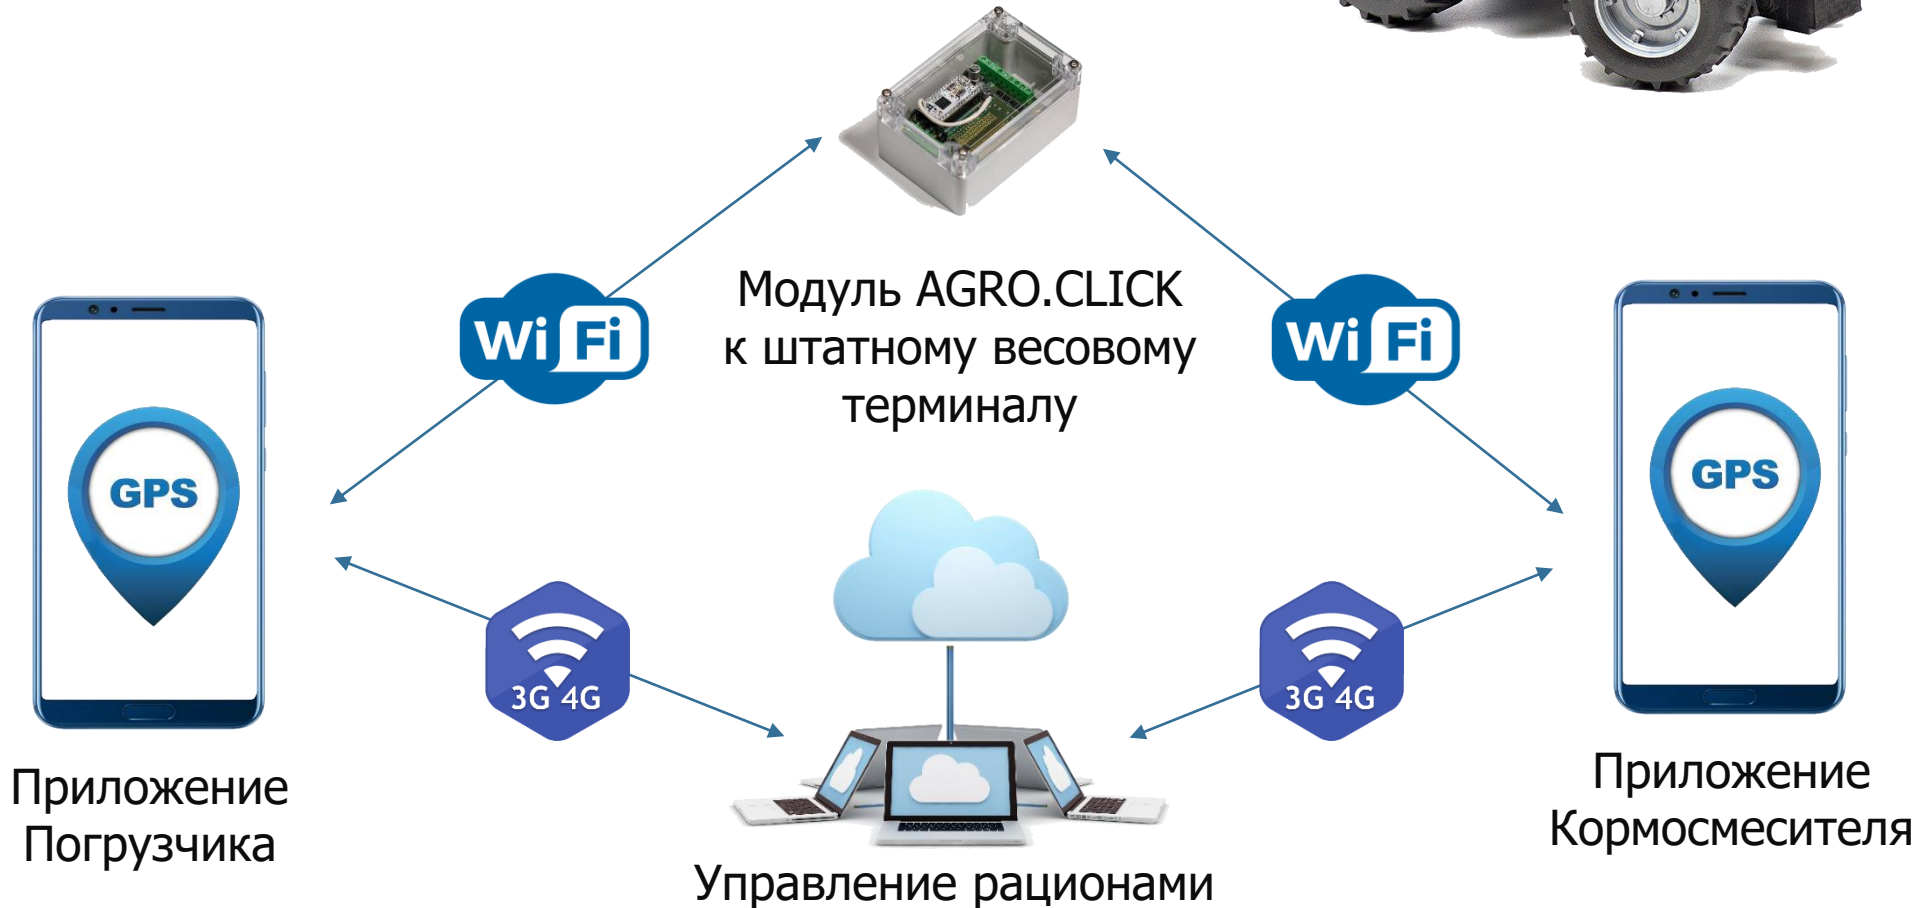 Модуль AGRO.CLICK
к штатному весовому
терминалу
Wi Fi
Wi Fi
GPS
GPS
3G 4G
3G 4G
Приложение
Погрузчика
Приложение
Кормосмесителя
Управление рационами